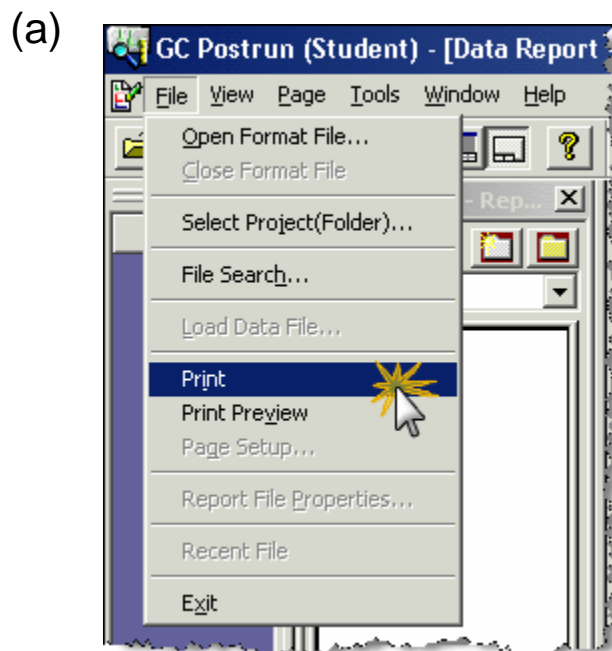 (a)
GC Postrun (Student) - [Data Report
File View Page Tools Window Help
Open Format File...
Close Format File
- Rep...
Select Project(Folder)...
File Search...
Load Data File...
Print
Print Preview
Page Setup...
Report File Properties...
Recent File
Exit